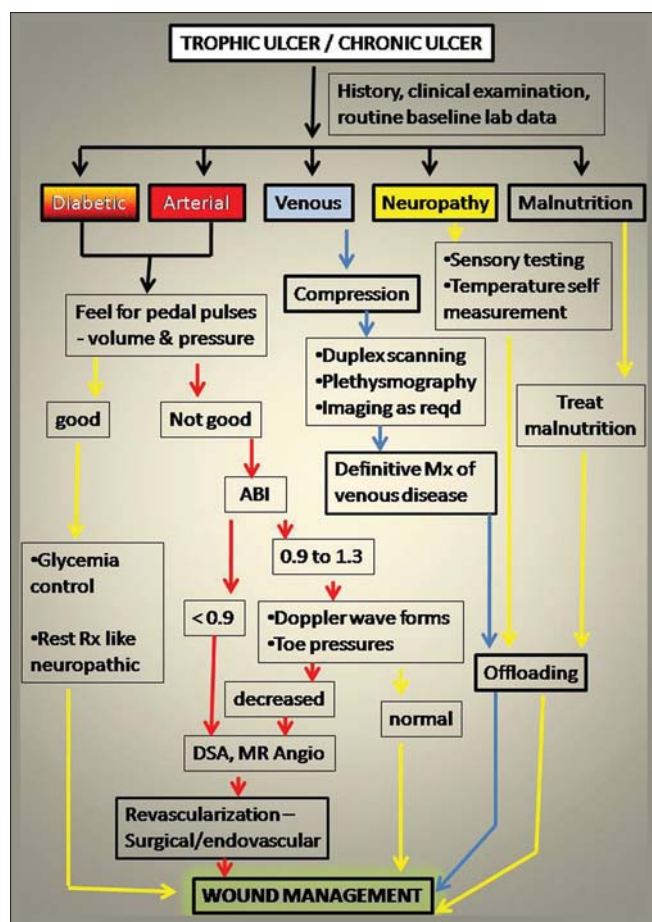 TROPHIC ULCER / CHRONIC ULCER
History, clinical examination,
routine baseline lab data
Diabetic
Arterial
Venous
Neuropathy
Malnutrition
•Sensory testing
•Temperature self
measurement
Compression
Feel for pedal pulses
- volume & pressure
•Duplex scanning
•Plethysmography
•Imaging as reqd
good
Not good
Treat
malnutrition
Definitive Mx of
venous disease
ABI
•Glycemia
control
•Rest Rx like
neuropathic
0.9 to 1.3
< 0.9
•Doppler wave forms
•Toe pressures
Offloading
decreased
normal
DSA, MR Angio
Revascularization –
Surgical/endovascular
WOUND MANAGEMENT